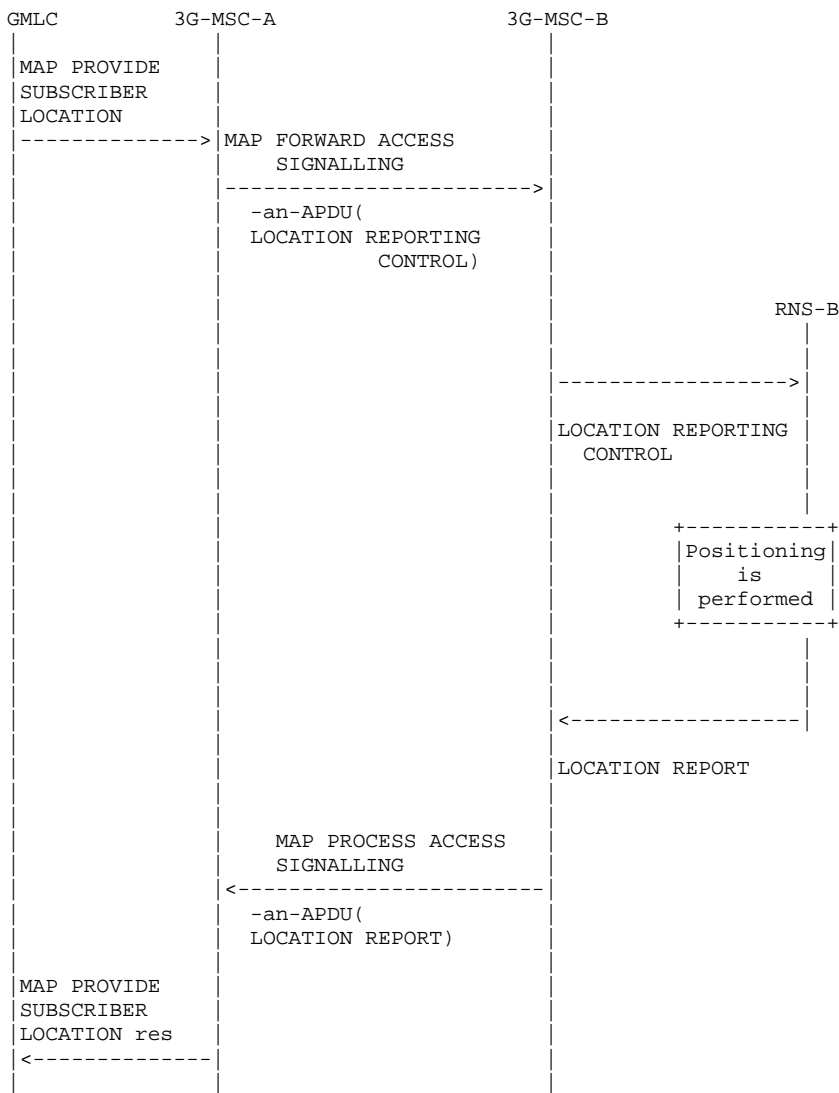 GMLC 3G-MSC-A 3G-MSC-B
MAP PROVIDE
SUBSCRIBER
LOCATION
MAP FORWARD ACCESS
SIGNALLING
-an-APDU(
LOCATION REPORTING
CONTROL)
RNS-B
LOCATION REPORTING
CONTROL
Positioning
is
performed
LOCATION REPORT
MAP PROCESS ACCESS
SIGNALLING
-an-APDU(
LOCATION REPORT)
MAP PROVIDE
SUBSCRIBER
LOCATION res